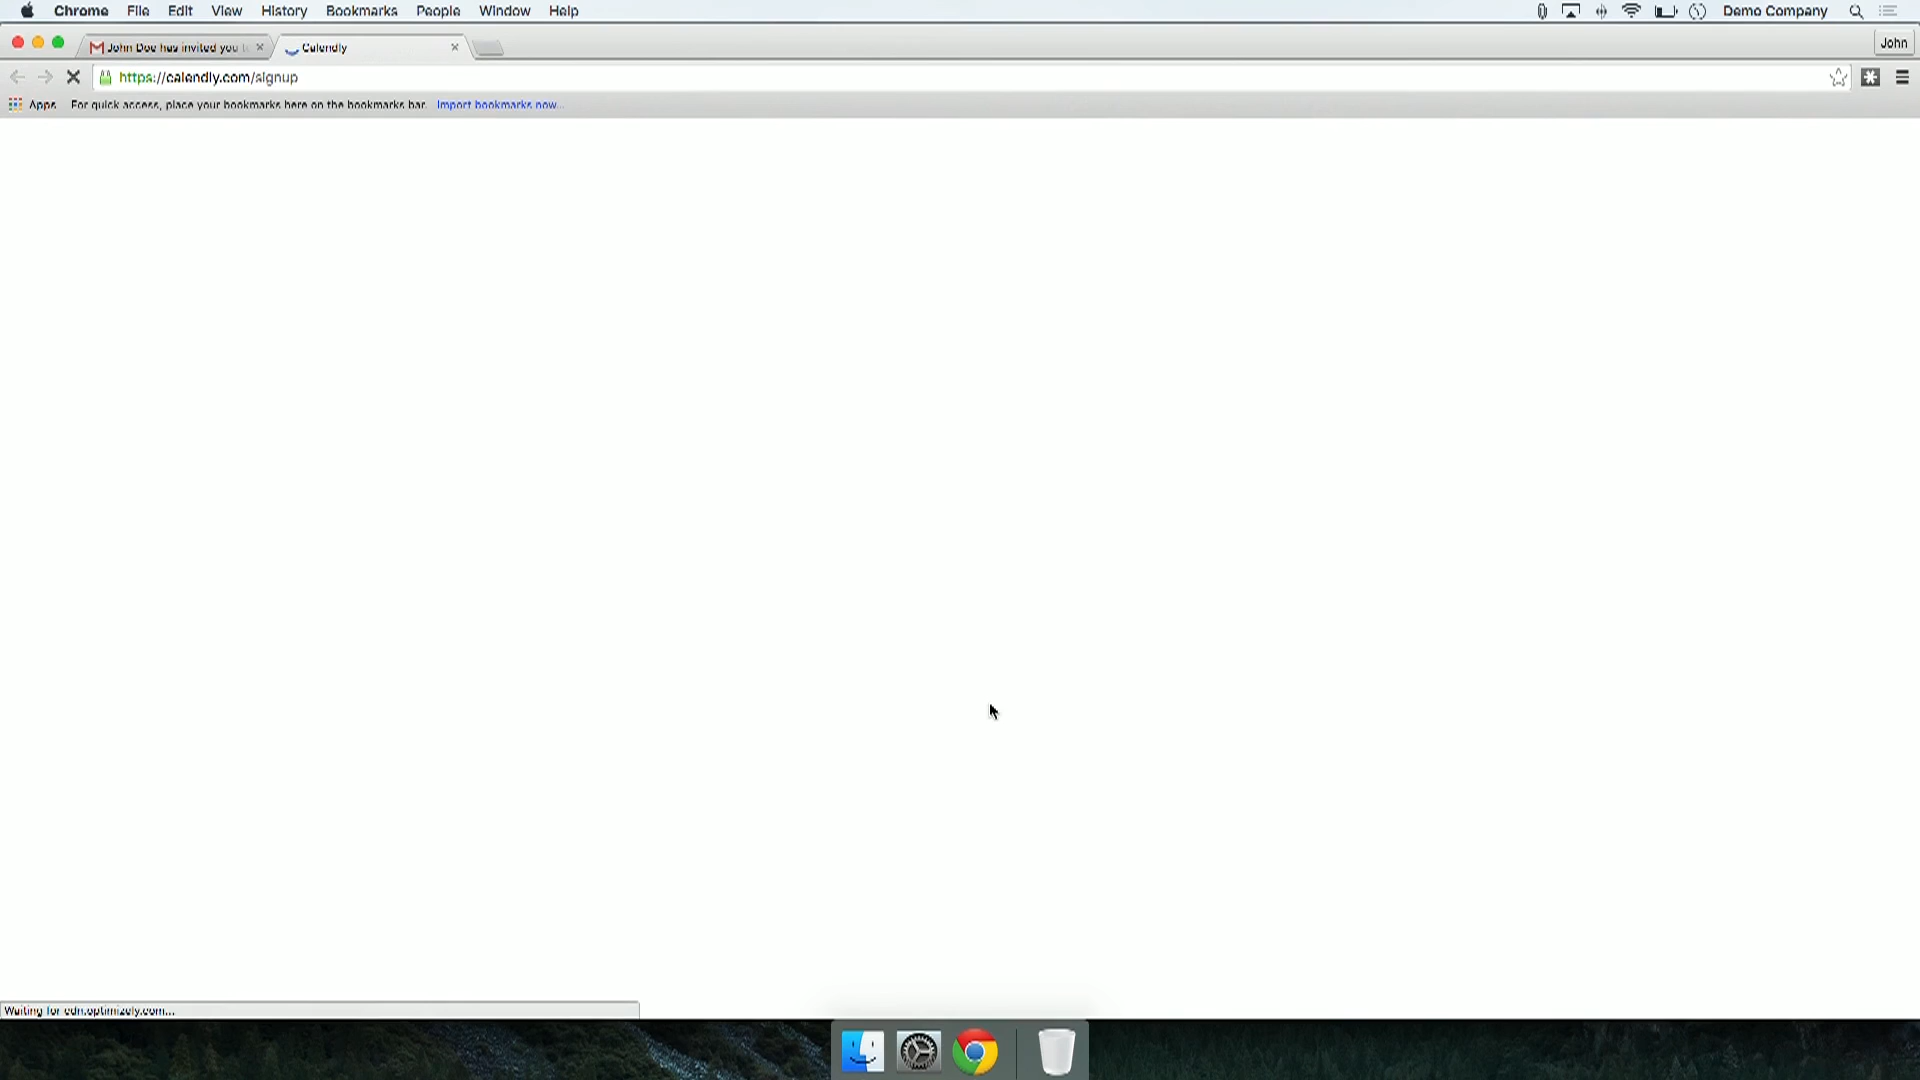 Chrome File Edit View History Bookmarks People Window Help Demo Company
John Doe has invited you t Calendly John
https://calendly.com/signup
Apps For quick access, place your bookmarks here on the bookmarks bar. Import bookmarks now...
Waiting for cdn.optimizely.com...